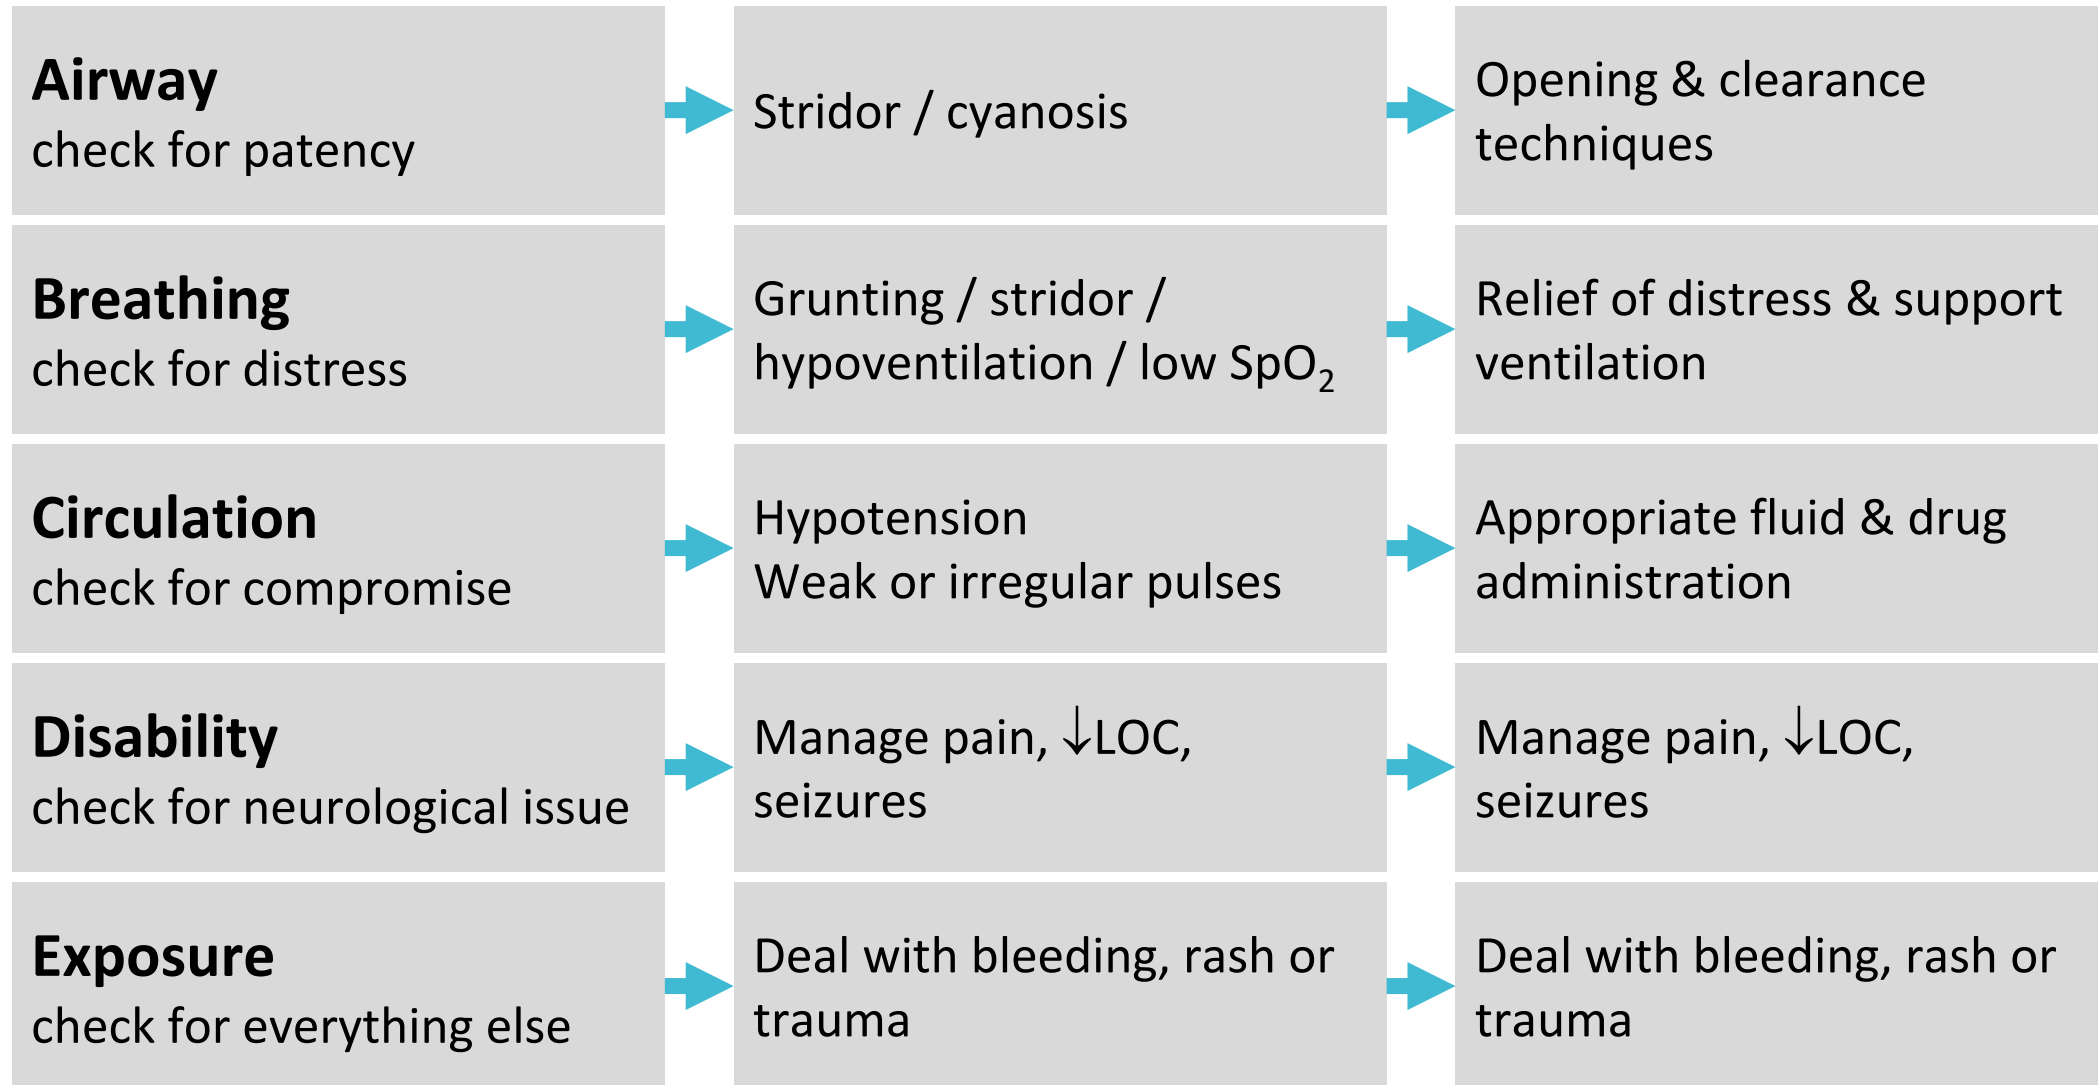 Airway
check for patency
Stridor / cyanosis
Opening & clearance
techniques
Breathing
check for distress
Grunting / stridor /
hypoventilation / low SpO₂
Relief of distress & support
ventilation
Circulation
check for compromise
Hypotension
Weak or irregular pulses
Appropriate fluid & drug
administration
Disability
check for neurological issue
Manage pain, ↓LOC,
seizures
Manage pain, ↓LOC,
seizures
Exposure
check for everything else
Deal with bleeding, rash or
trauma
Deal with bleeding, rash or
trauma